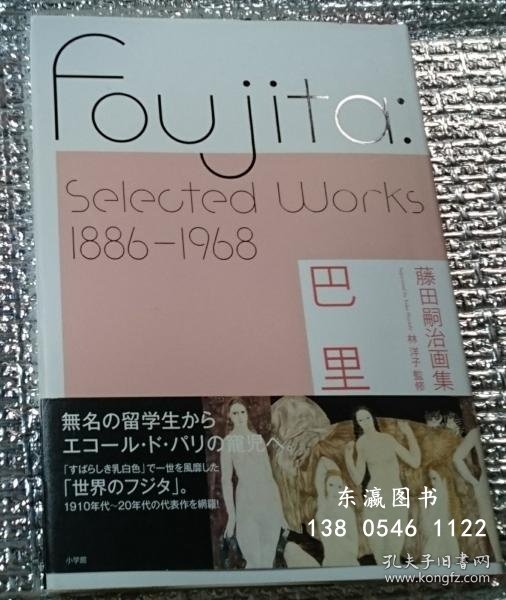 Foujita:
Selected Works
1886–1968
巴里
藤田嗣治画集
林 洋子 監修
無名の留学生から
エコール・ド・パリの寵児へ。
「すばらしき乳白色」で一世を風靡した
「世界のフジタ」。
1910年代～20年代の代表作を網羅!
小学館
东瀛图书
138 0546 1122
孔夫子旧书网
www.kongfz.com